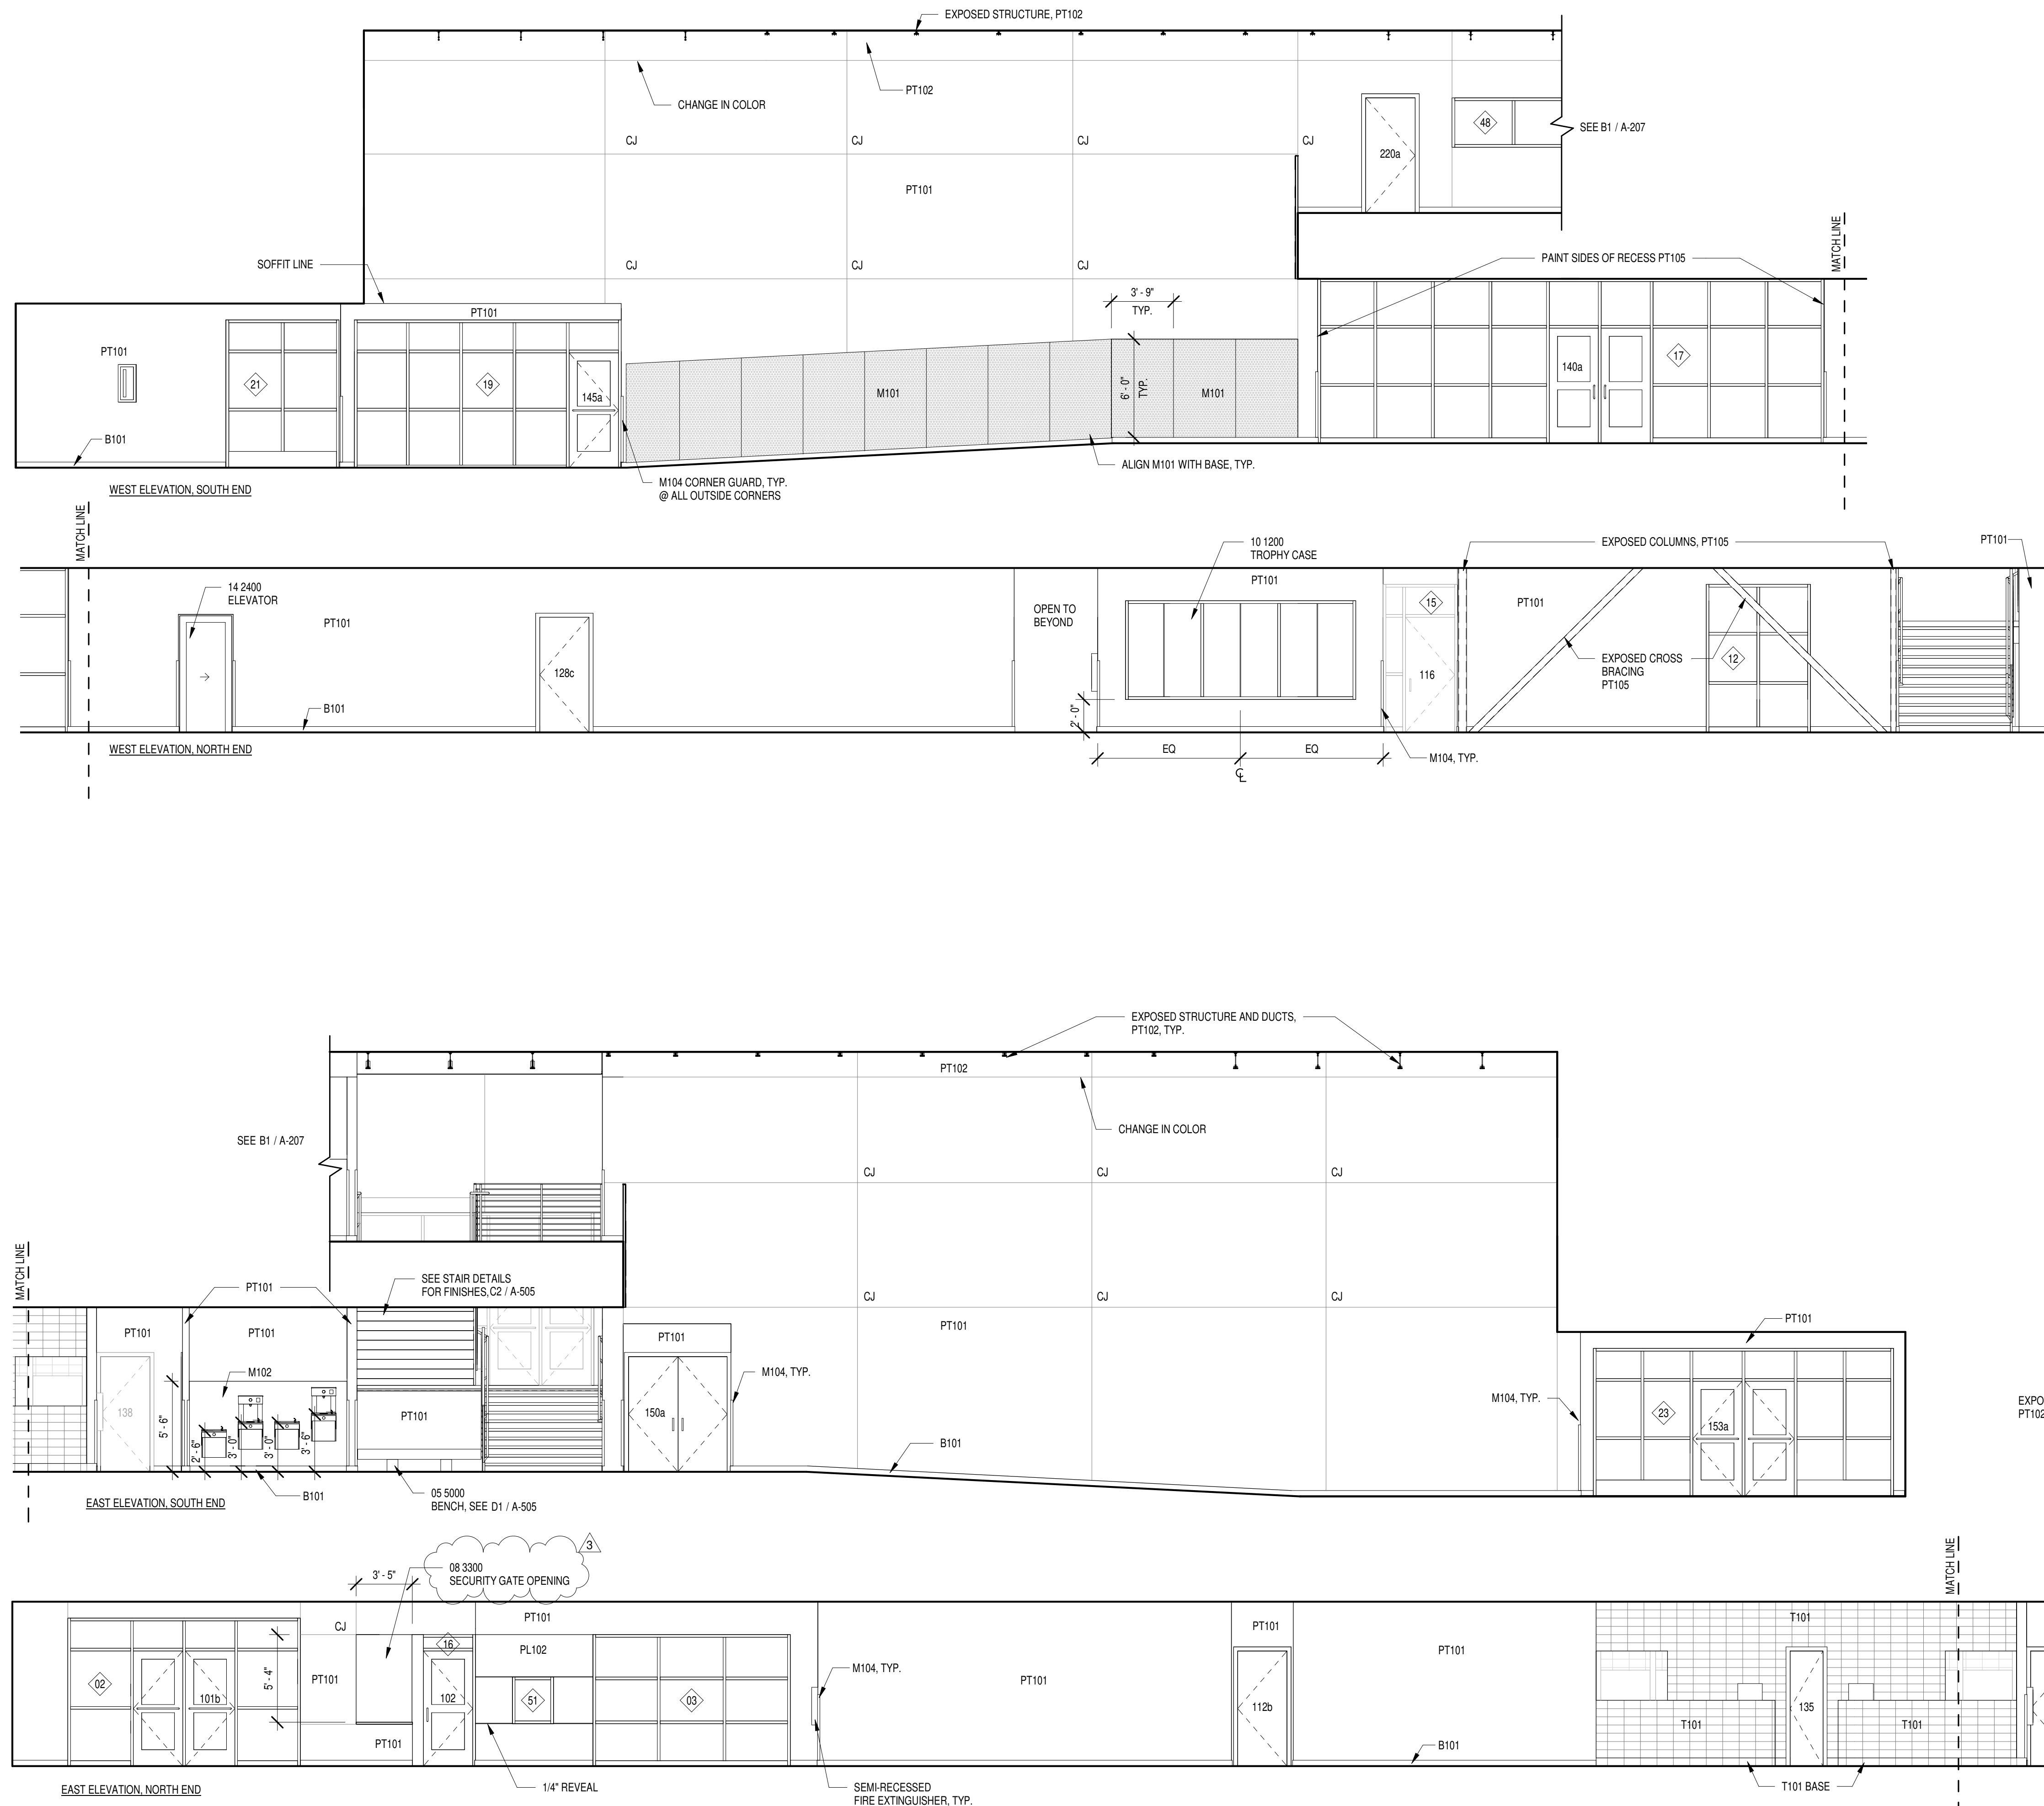 EXPOSED STRUCTURE, PT102
PT102
CHANGE IN COLOR
CJ
CJ
CJ
CJ
48
SEE B1 / A-207
220a
PT101
MATCH LINE
SOFFIT LINE
CJ
CJ
CJ
PAINT SIDES OF RECESS PT105
3' - 9"
TYP.
PT101
PT101
21
19
145a
M101
6' - 0"
TYP.
M101
140a
17
B101
ALIGN M101 WITH BASE, TYP.
M104 CORNER GUARD, TYP.
@ ALL OUTSIDE CORNERS
WEST ELEVATION, SOUTH END
MATCH LINE
10 1200
TROPHY CASE
EXPOSED COLUMNS, PT105
PT101
14 2400
ELEVATOR
PT101
PT101
OPEN TO
BEYOND
15
PT101
128c
116
EXPOSED CROSS
BRACING
PT105
12
B101
2' - 0"
WEST ELEVATION, NORTH END
EQ
EQ
M104, TYP.
CL
EXPOSED STRUCTURE AND DUCTS,
PT102, TYP.
PT102
CHANGE IN COLOR
SEE B1 / A-207
CJ
CJ
CJ
MATCH LINE
PT101
SEE STAIR DETAILS
FOR FINISHES, C2 / A-505
CJ
CJ
CJ
PT101
PT101
PT101
PT101
PT101
M102
M104, TYP.
M104, TYP.
138
5' - 6"
2' - 6"
3' - 0"
3' - 0"
3' - 6"
PT101
150a
23
153a
EXPO
PT102
B101
B101
05 5000
BENCH, SEE D1 / A-505
EAST ELEVATION, SOUTH END
3
08 3300
SECURITY GATE OPENING
3' - 5"
MATCH LINE
CJ
PT101
PT101
T101
16
PL102
02
101b
5' - 4"
PT101
102
51
03
M104, TYP.
PT101
PT101
112b
135
T101
T101
PT101
B101
1/4" REVEAL
SEMI-RECESSED
FIRE EXTINGUISHER, TYP.
T101 BASE
EAST ELEVATION, NORTH END